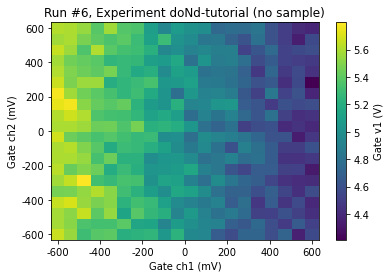 Run #6, Experiment doNd-tutorial (no sample)
Gate ch2 (mV)
600
400
200
0
-200
-400
-600
-600 -400 -200 0 200 400 600
Gate ch1 (mV)
5.6
5.4
5.2
5
4.8
4.6
4.4
Gate v1 (V)